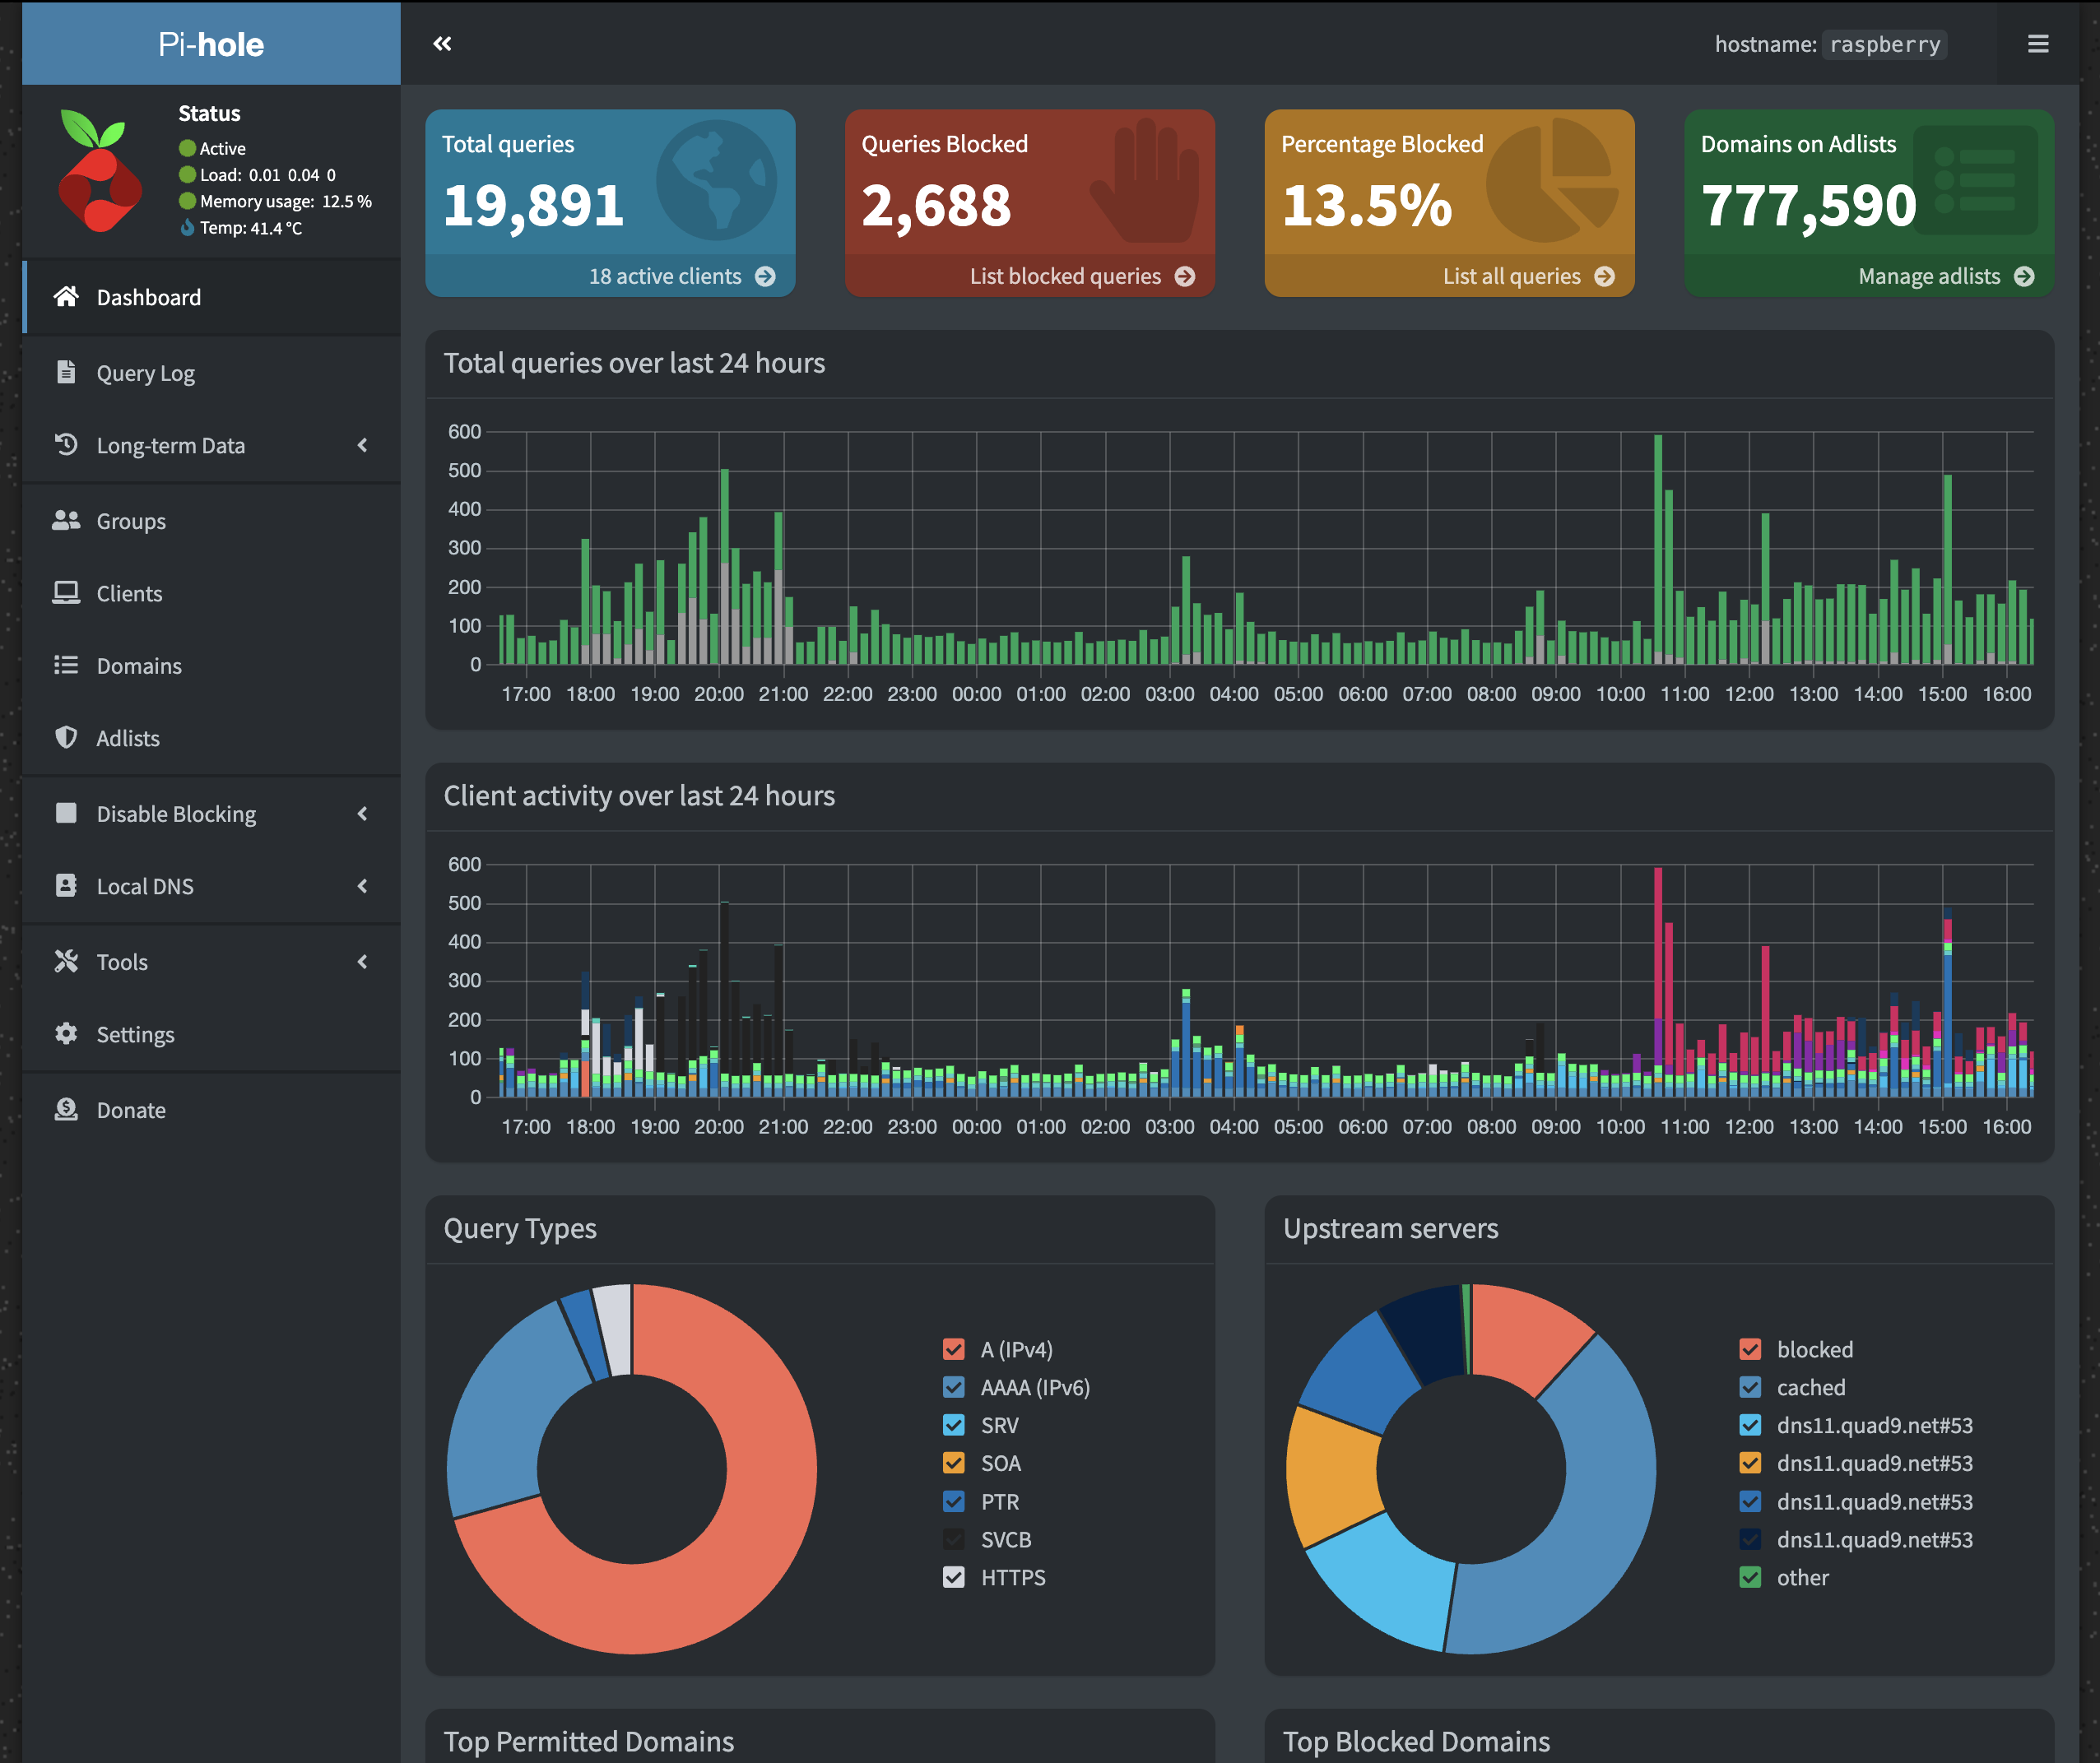 Pi-hole
hostname: raspberry
Status
Active
Load: 0.01 0.04 0
Memory usage: 12.5 %
Temp: 41.4 °C
Dashboard
Query Log
Long-term Data
Groups
Clients
Domains
Adlists
Disable Blocking
Local DNS
Tools
Settings
Donate
Total queries
19,891
18 active clients
Queries Blocked
2,688
List blocked queries
Percentage Blocked
13.5%
List all queries
Domains on Adlists
777,590
Manage adlists
Total queries over last 24 hours
600
500
400
300
200
100
0
17:00 18:00 19:00 20:00 21:00 22:00 23:00 00:00 01:00 02:00 03:00 04:00 05:00 06:00 07:00 08:00 09:00 10:00 11:00 12:00 13:00 14:00 15:00 16:00
Client activity over last 24 hours
600
500
400
300
200
100
0
17:00 18:00 19:00 20:00 21:00 22:00 23:00 00:00 01:00 02:00 03:00 04:00 05:00 06:00 07:00 08:00 09:00 10:00 11:00 12:00 13:00 14:00 15:00 16:00
Query Types
A (IPv4)
AAAA (IPv6)
SRV
SOA
PTR
SVCB
HTTPS
Upstream servers
blocked
cached
dns11.quad9.net#53
dns11.quad9.net#53
dns11.quad9.net#53
dns11.quad9.net#53
other
Top Permitted Domains
Top Blocked Domains